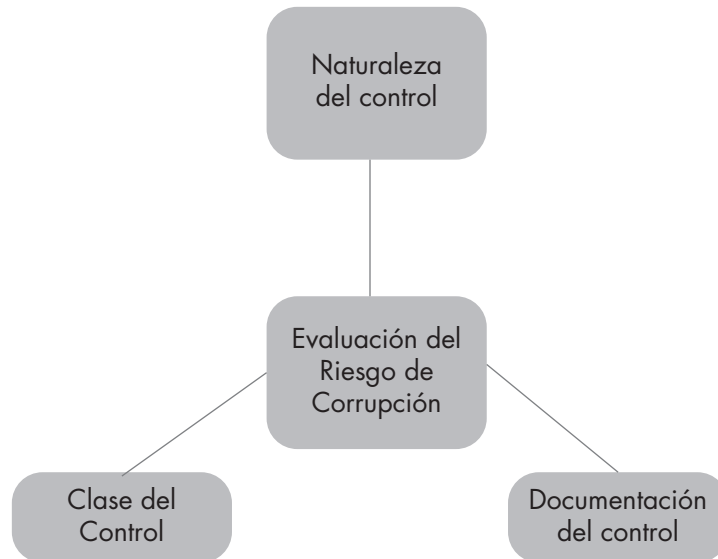 Naturaleza
del control
Evaluación del
Riesgo de
Corrupción
Clase del
Control
Documentación
del control